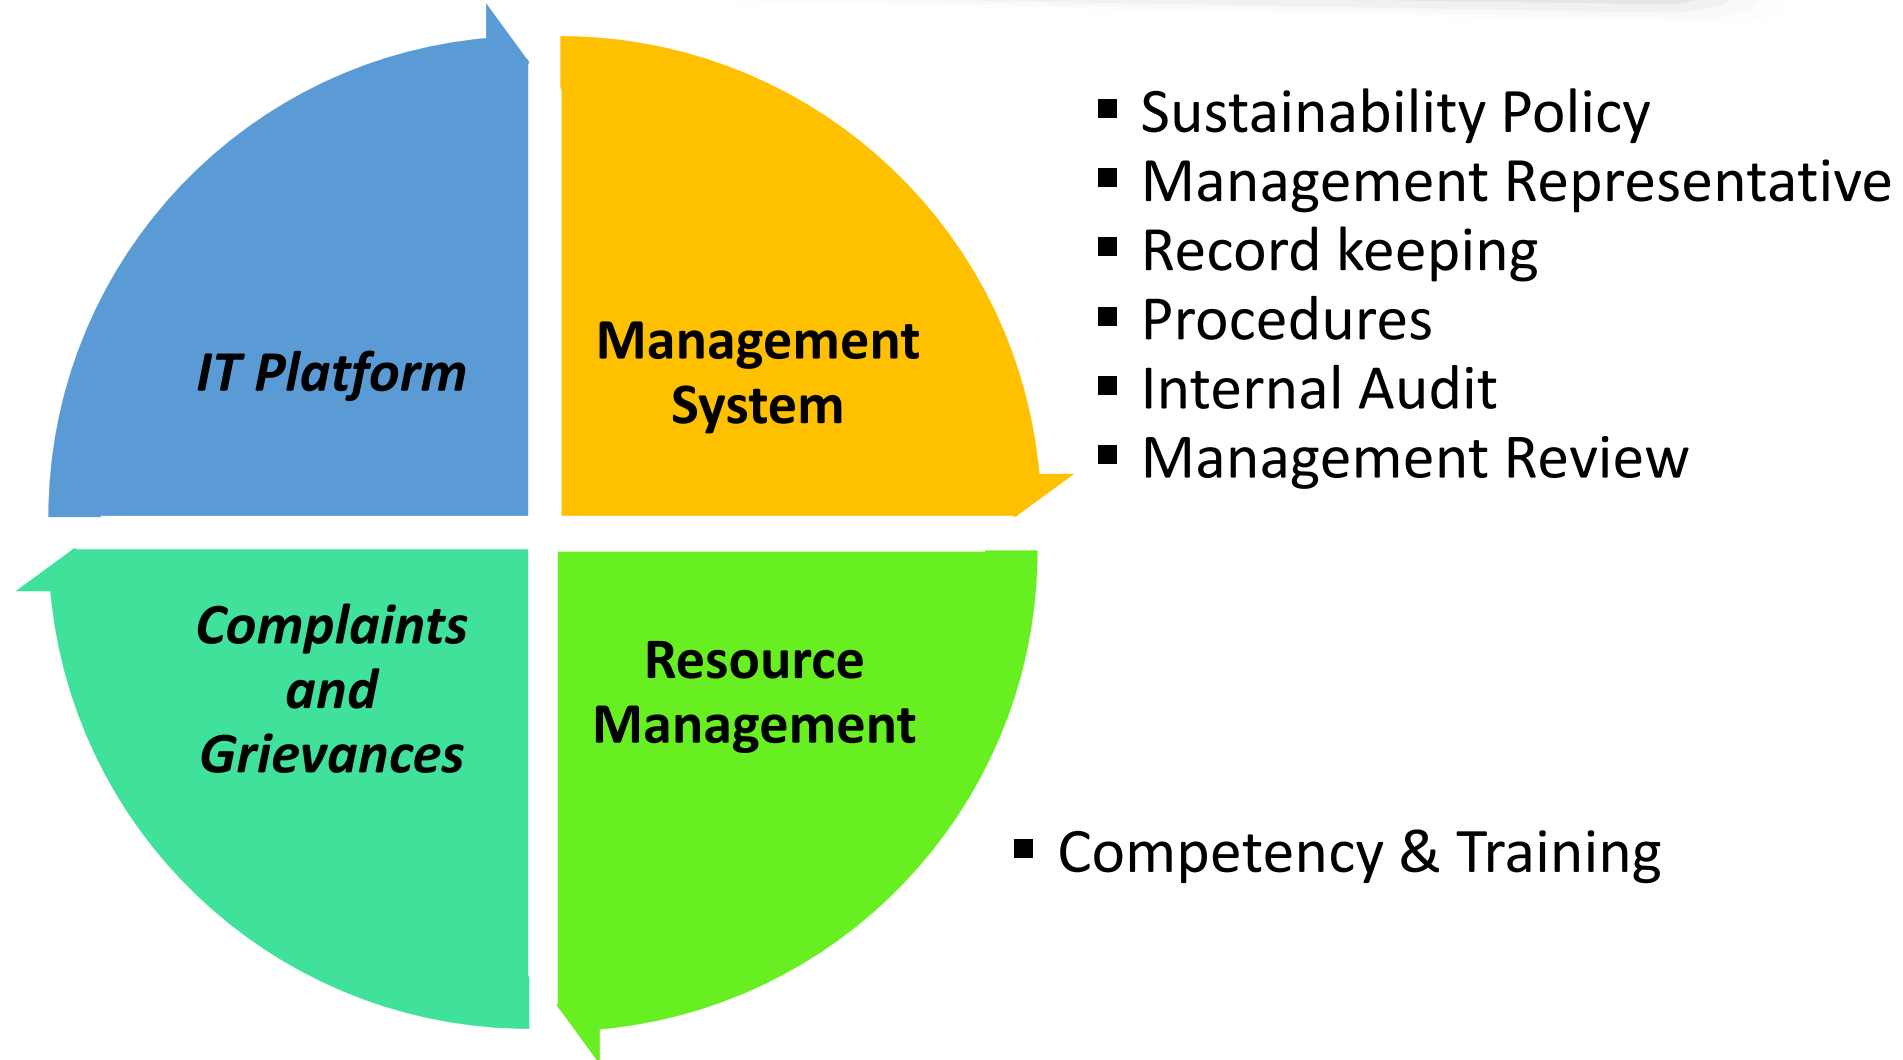 IT Platform
Management
System
▪ Sustainability Policy
▪ Management Representative
▪ Record keeping
▪ Procedures
▪ Internal Audit
▪ Management Review
Complaints
and
Grievances
Resource
Management
▪ Competency & Training